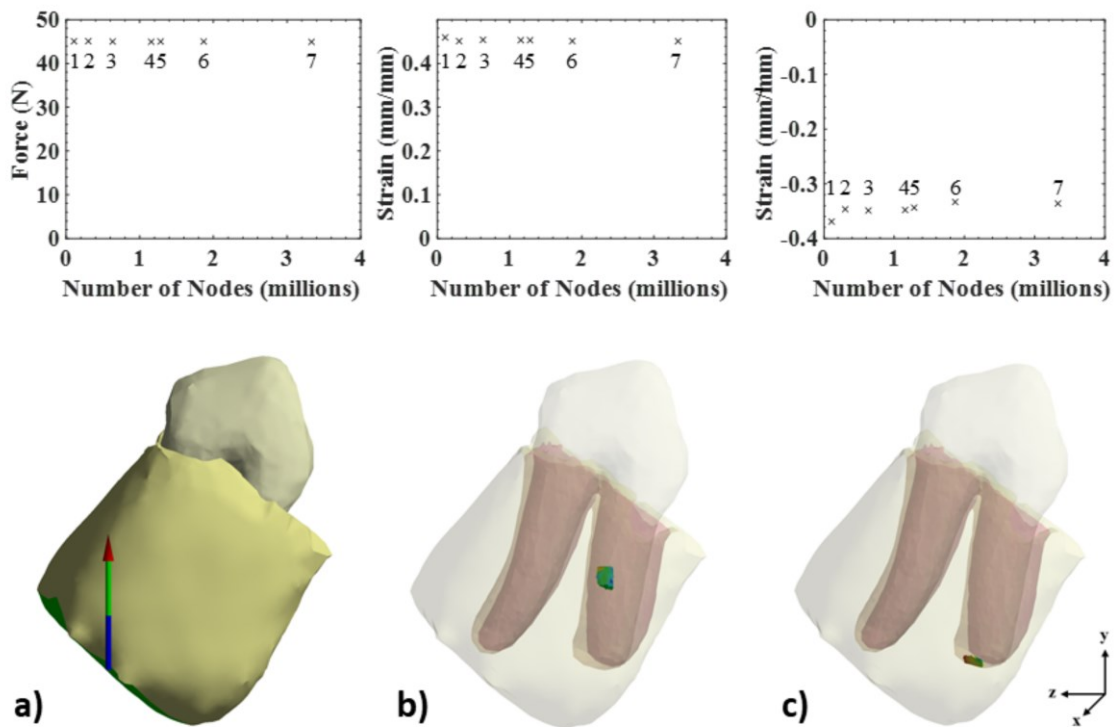 50
40
30
20
10
0
Force (N)
1 2 3 45 6 7
0 1 2 3 4
Number of Nodes (millions)
0.4
0.3
0.2
0.1
0
Strain (mm/mm)
1 2 3 45 6 7
0 1 2 3 4
Number of Nodes (millions)
-0
-0.1
-0.2
-0.3
-0.4
Strain (mm/mm)
1 2 3 45 6 7
0 1 2 3 4
Number of Nodes (millions)
a)
b)
c)
y
z
x